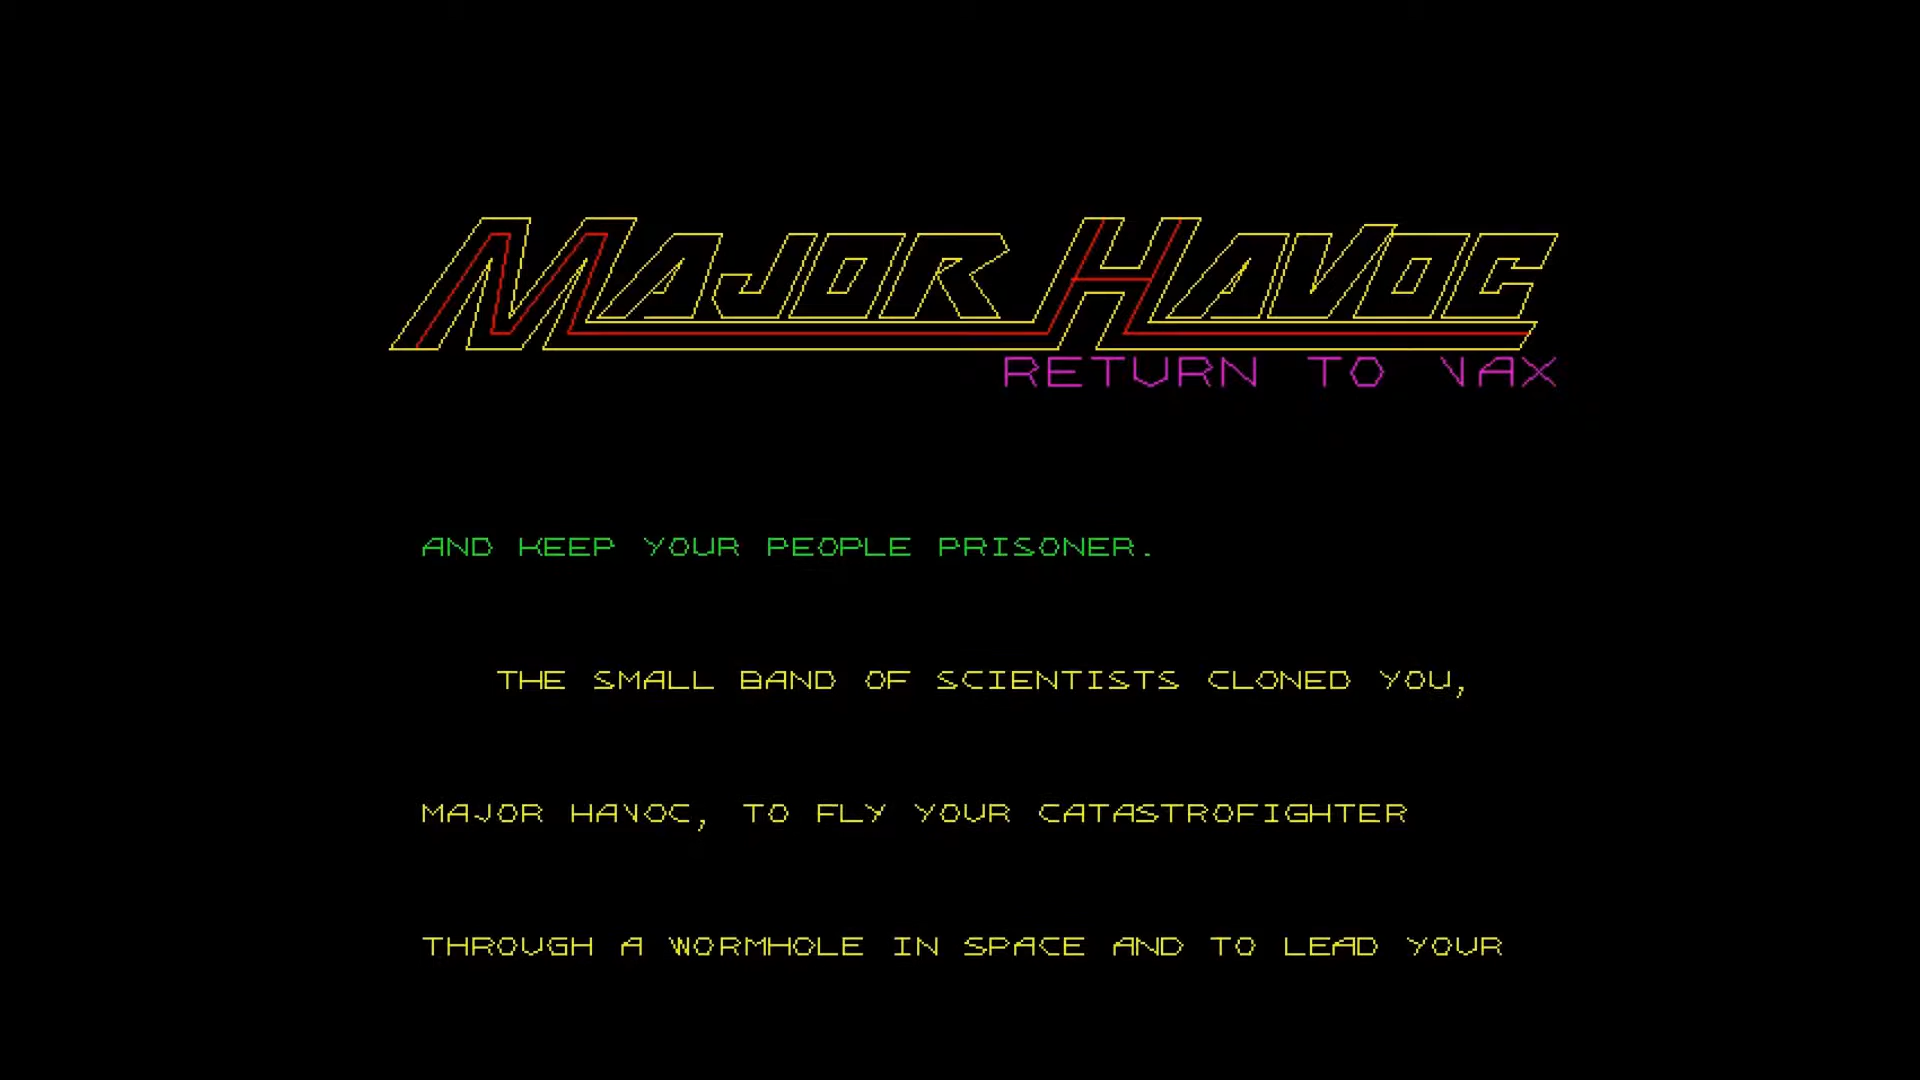 MAJOR HAVOC
RETURN TO VAX
AND KEEP YOUR PEOPLE PRISONER.
THE SMALL BAND OF SCIENTISTS CLONED YOU,
MAJOR HAVOC, TO FLY YOUR CATASTROFIGHTER
THROUGH A WORMHOLE IN SPACE AND TO LEAD YOUR